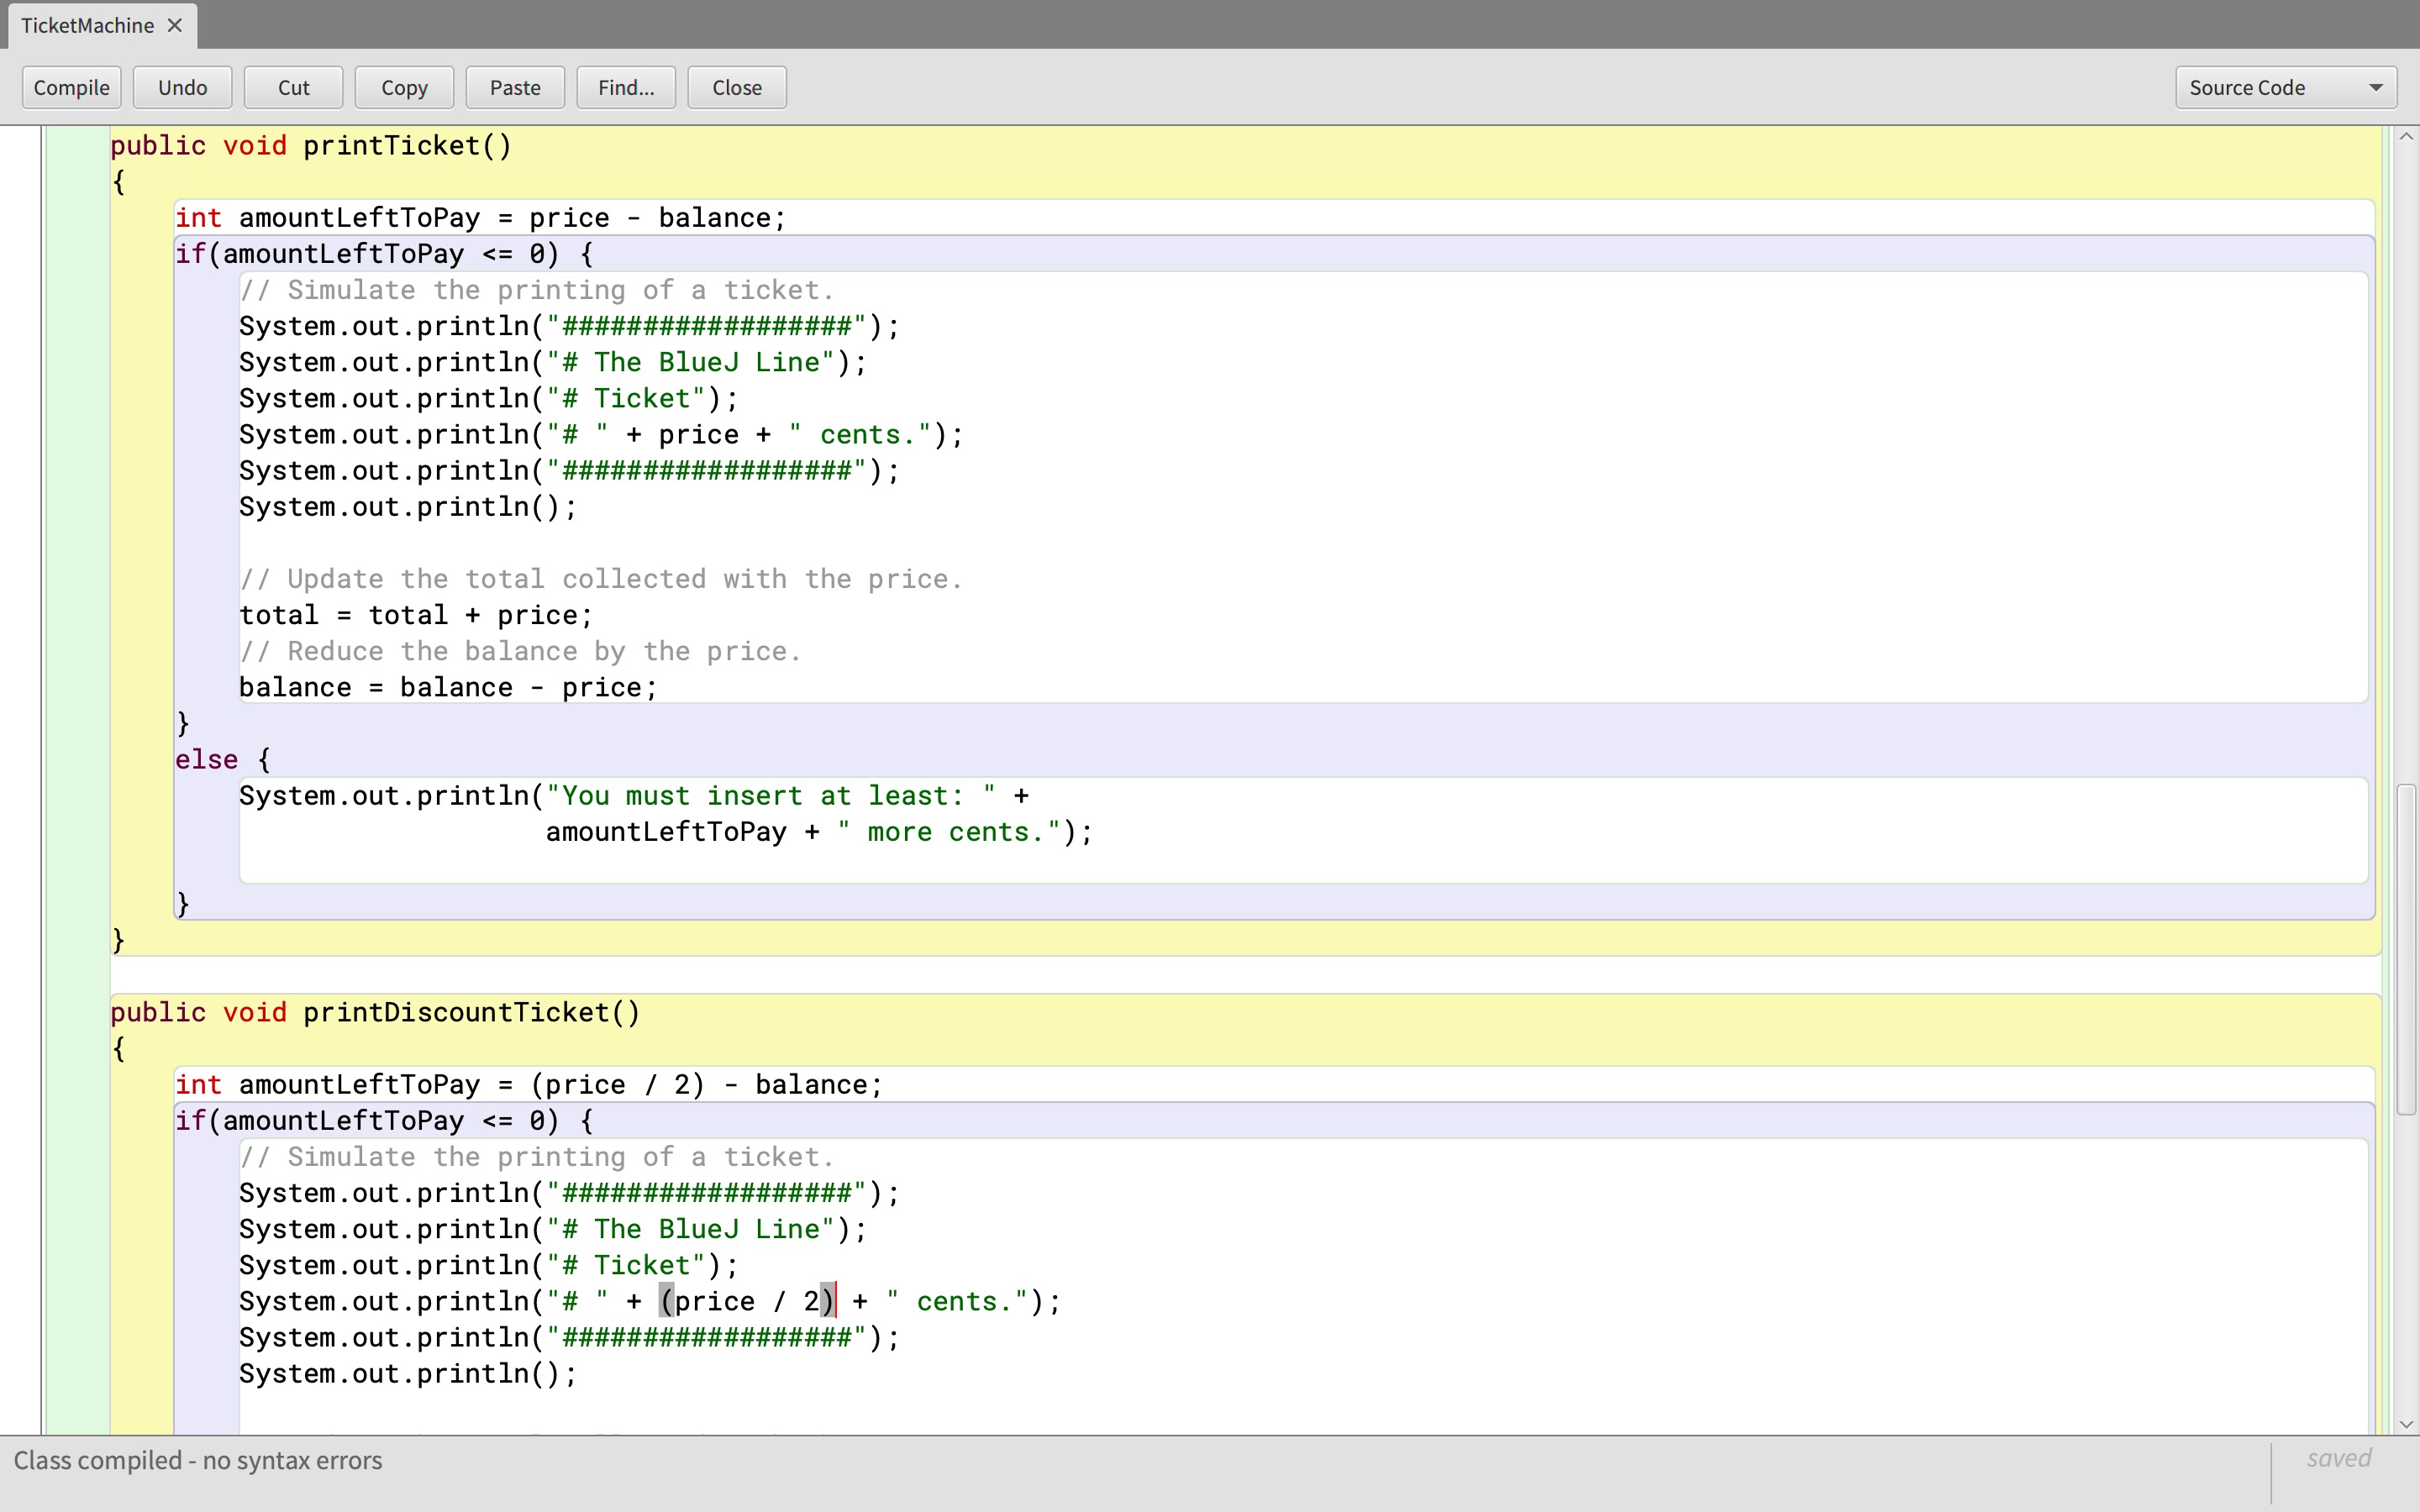 TicketMachine
Compile Undo Cut Copy Paste Find... Close Source Code
public void printTicket()
{
int amountLeftToPay = price - balance;
if(amountLeftToPay <= 0) {
// Simulate the printing of a ticket.
System.out.println("##################");
System.out.println("# The BlueJ Line");
System.out.println("# Ticket");
System.out.println("# " + price + " cents.");
System.out.println("##################");
System.out.println();
// Update the total collected with the price.
total = total + price;
// Reduce the balance by the price.
balance = balance - price;
}
else {
System.out.println("You must insert at least: " +
amountLeftToPay + " more cents.");
}
}
public void printDiscountTicket()
{
int amountLeftToPay = (price / 2) - balance;
if(amountLeftToPay <= 0) {
// Simulate the printing of a ticket.
System.out.println("##################");
System.out.println("# The BlueJ Line");
System.out.println("# Ticket");
System.out.println("# " + (price / 2) + " cents.");
System.out.println("##################");
System.out.println();
Class compiled - no syntax errors
saved